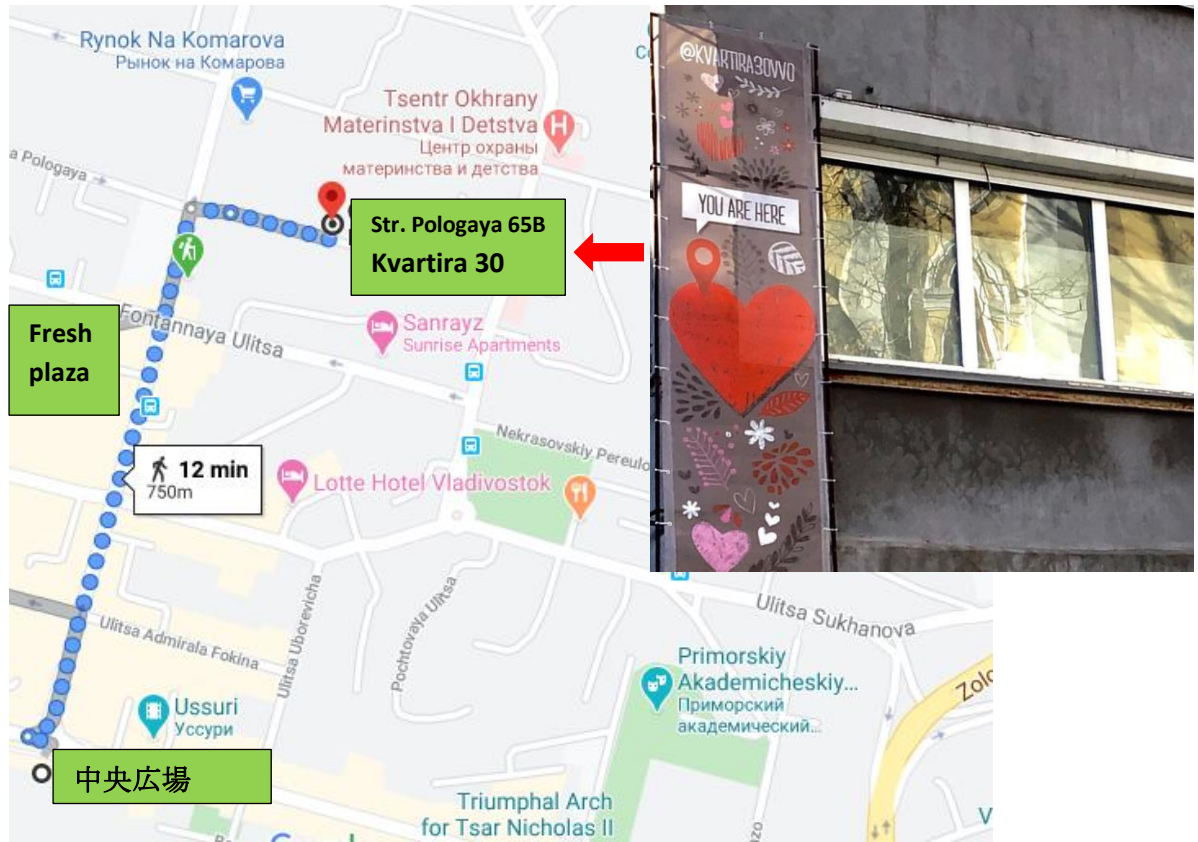 Rynok Na Komarova
Рынок на Комарова
Tsentr Okhrany
Materinstva I Detstva
Центр охраны
материнства и детства
a Pologaya
Str. Pologaya 65B
Kvartira 30
@KVARTIRA30VVO
YOU ARE HERE
Fresh
plaza
Fontannaya Ulitsa
Sanrayz
Sunrise Apartments
Nekrasovskiy Pereulo
12 min
750m
Lotte Hotel Vladivostok
Ulitsa Uborevicha
Pochtovaya Ulitsa
Ulitsa Sukhanova
Ulitsa Admirala Fokina
Primorskiy
Akademicheskiy...
Приморский
академический...
Zolo
Ussuri
Уссури
中央広場
Triumphal Arch
for Tsar Nicholas II